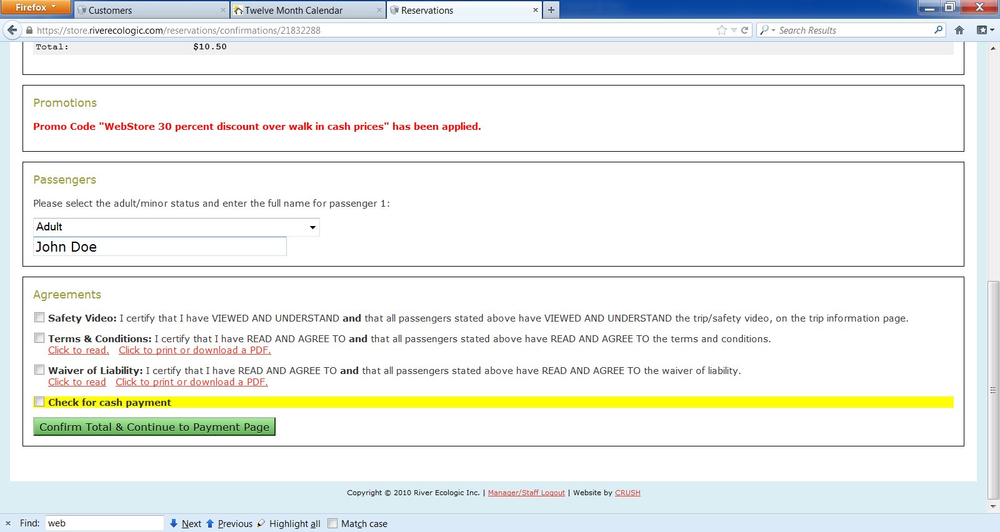 Firefox
Customers
Twelve Month Calendar
Reservations
https://store.riverecologic.com/reservations/confirmations/21832288
Search Results
Total: $10.50
Promotions
Promo Code "WebStore 30 percent discount over walk in cash prices" has been applied.
Passengers
Please select the adult/minor status and enter the full name for passenger 1:
Adult
John Doe
Agreements
Safety Video: I certify that I have VIEWED AND UNDERSTAND and that all passengers stated above have VIEWED AND UNDERSTAND the trip/safety video, on the trip information page.
Terms & Conditions: I certify that I have READ AND AGREE TO and that all passengers stated above have READ AND AGREE TO the terms and conditions.
Click to read. Click to print or download a PDF.
Waiver of Liability: I certify that I have READ AND AGREE TO and that all passengers stated above have READ AND AGREE TO the waiver of liability.
Click to read Click to print or download a PDF.
Check for cash payment
Confirm Total & Continue to Payment Page
Copyright © 2010 River Ecologic Inc. | Manager/Staff Logout | Website by CRUSH
Find: web Next Previous Highlight all Match case